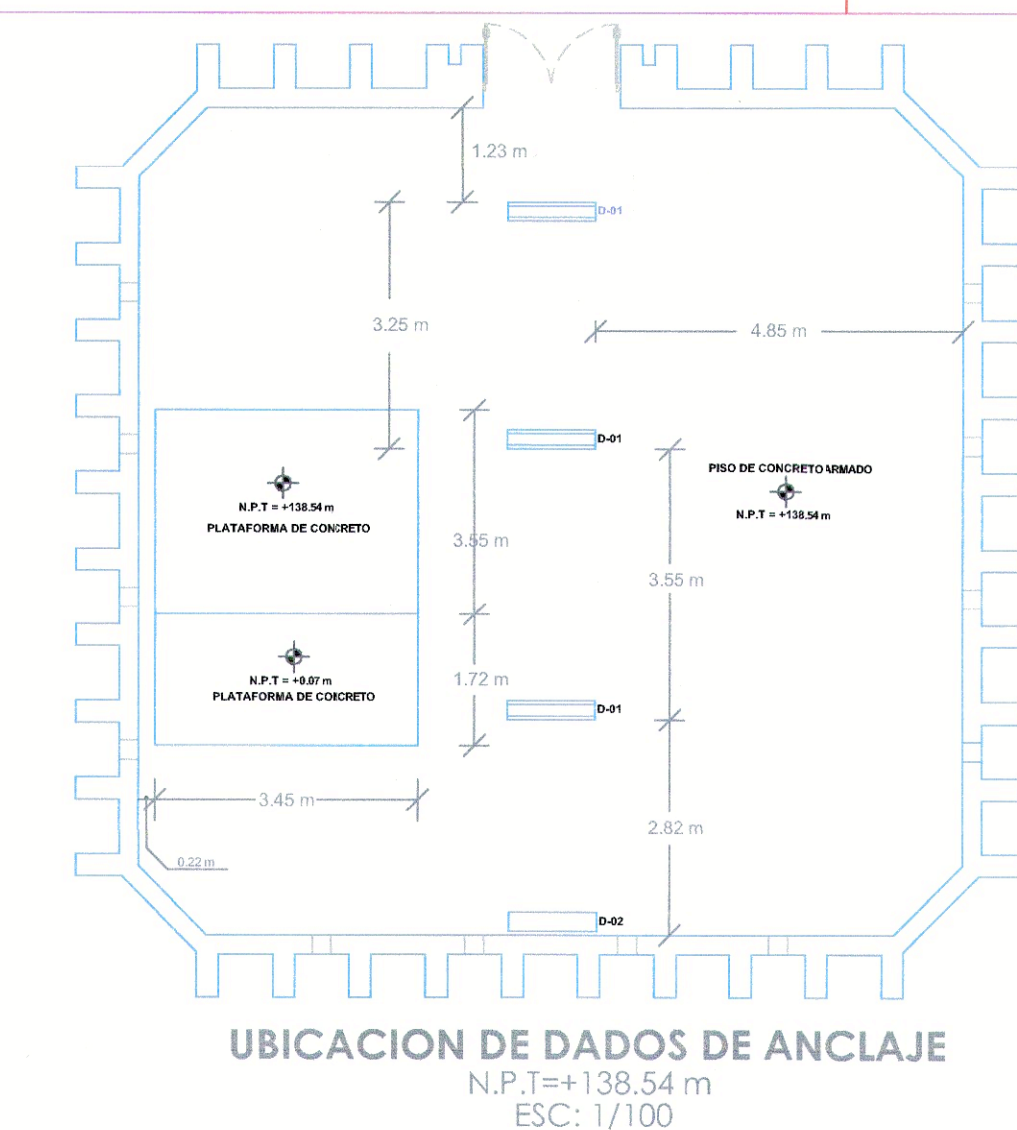 1.23 m
D-01
3.25 m
4.85 m
D-01
PISO DE CONCRETO ARMADO
N.P.T = +138.54 m
N.P.T = +138.54 m
PLATAFORMA DE CONCRETO
3.55 m
3.55 m
N.P.T = +0.07 m
PLATAFORMA DE CONCRETO
1.72 m
D-01
3.45 m
2.82 m
0.22 m
D-02
UBICACION DE DADOS DE ANCLAJE
N.P.T=+138.54 m
ESC: 1/100